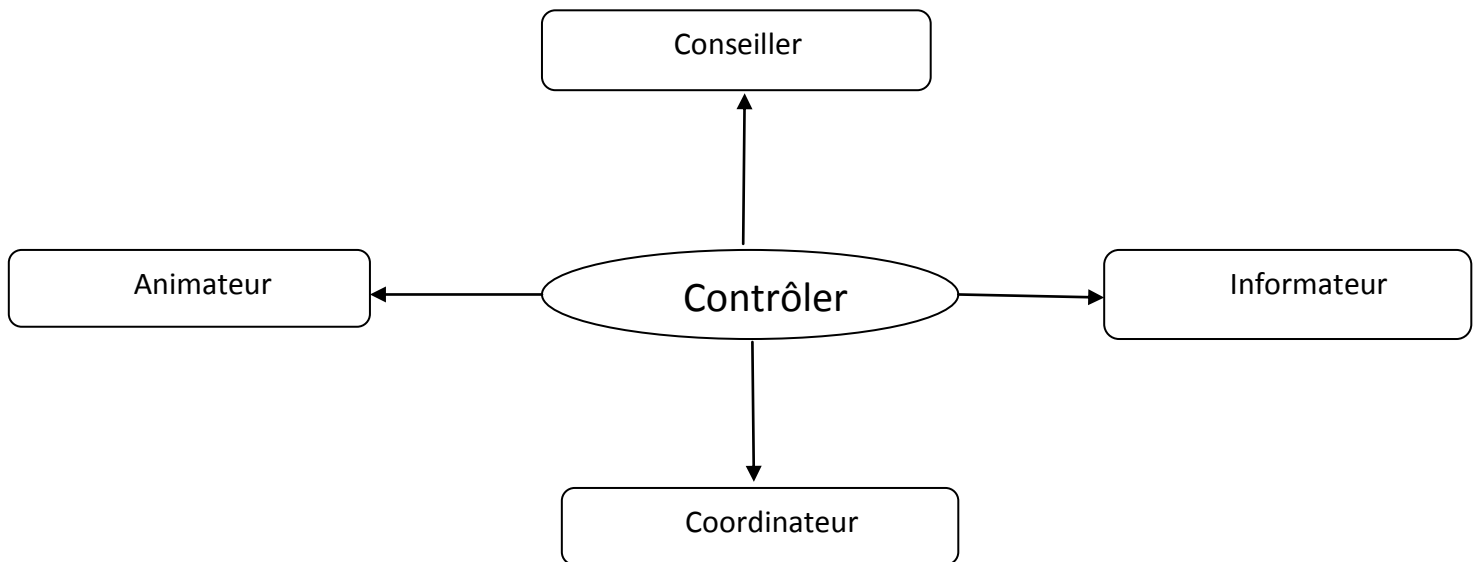 Conseiller
Animateur
Contrôler
Informateur
Coordinateur